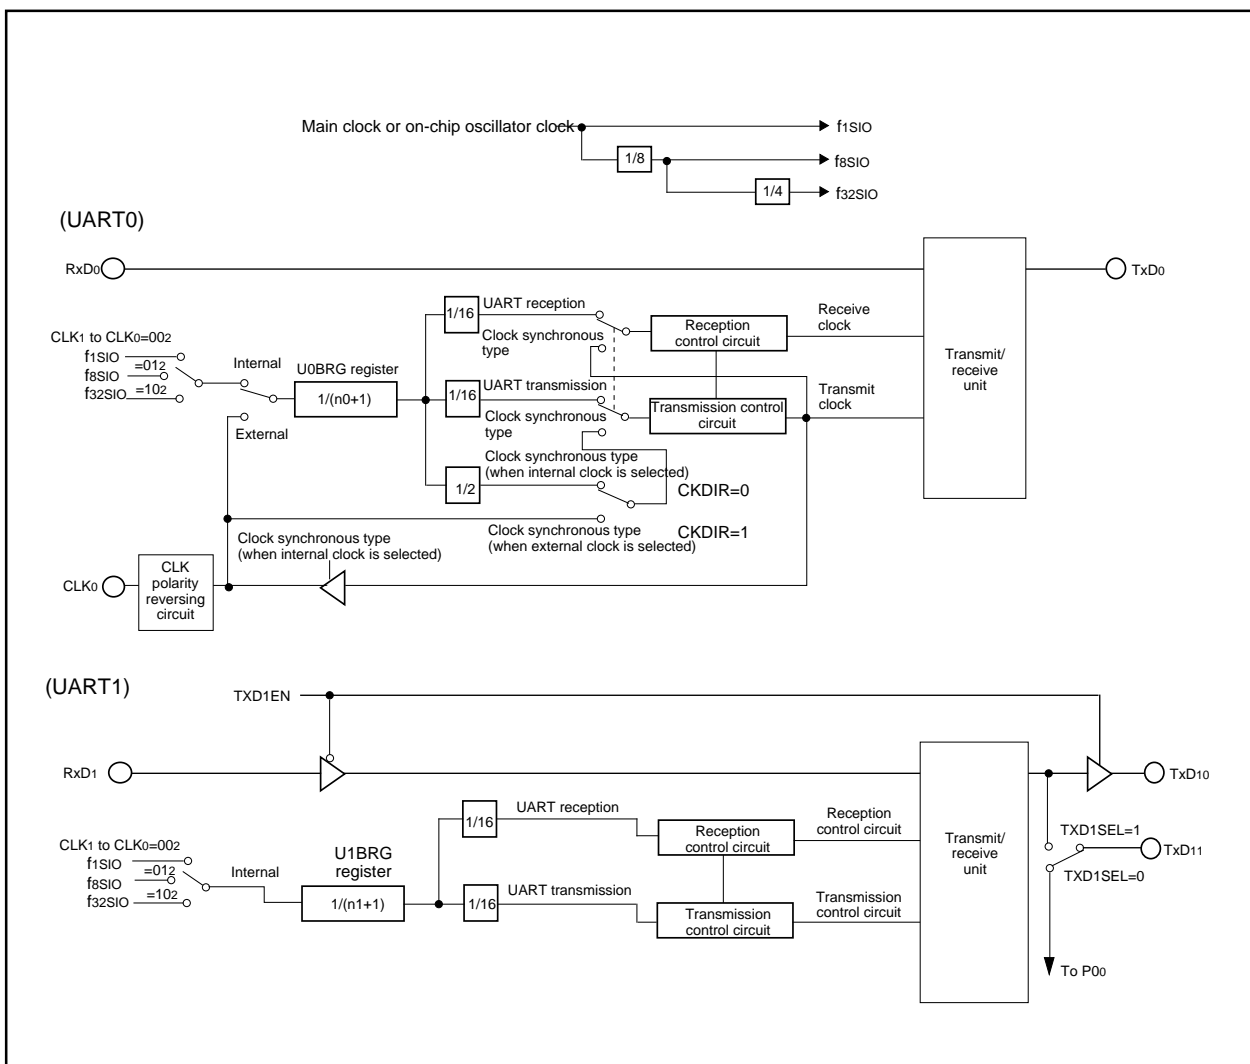 Main clock or on-chip oscillator clock
f1SIO
1/8
f8SIO
1/4
f32SIO
(UART0)
RxD0
TxD0
1/16
UART reception
CLK1 to CLK0=002
f1SIO
=012
f8SIO
=102
f32SIO
Internal
External
U0BRG register
1/(n0+1)
Clock synchronous
type
Reception
control circuit
Receive
clock
Transmit/
receive
unit
1/16
UART transmission
Clock synchronous
type
Transmission control
circuit
Transmit
clock
Clock synchronous type
(when internal clock is selected)
1/2
CKDIR=0
Clock synchronous type
(when external clock is selected)
CKDIR=1
Clock synchronous type
(when internal clock is selected)
CLK0
CLK
polarity
reversing
circuit
(UART1)
TXD1EN
RxD1
TxD10
1/16
UART reception
Reception
control circuit
Reception
control circuit
Transmit/
receive
unit
TXD1SEL=1
TxD11
TXD1SEL=0
CLK1 to CLK0=002
f1SIO
=012
f8SIO
=102
f32SIO
Internal
U1BRG
register
1/(n1+1)
1/16
UART transmission
Transmission
control circuit
Transmission
control circuit
To P00